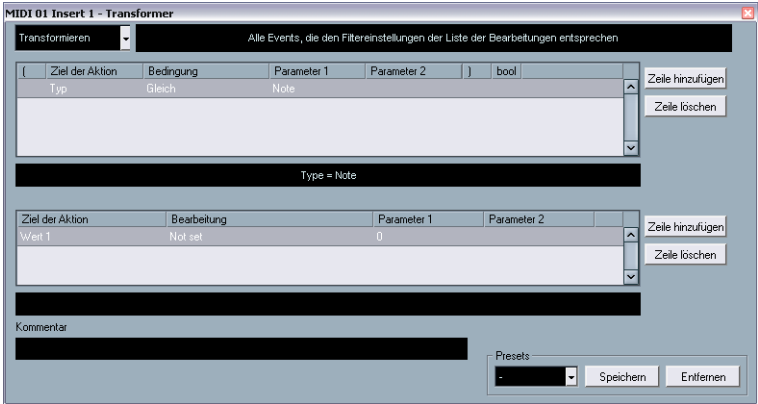 MIDI 01 Insert 1 - Transformer
Transformieren
Alle Events, die den Filtereinstellungen der Liste der Bearbeitungen entsprechen
( Ziel der Aktion Bedingung Parameter 1 Parameter 2 ) bool
Typ Gleich Note
Zeile hinzufügen
Zeile löschen
Type = Note
Ziel der Aktion Bearbeitung Parameter 1 Parameter 2
Wert 1 Not set 0
Zeile hinzufügen
Zeile löschen
Kommentar
Presets
- Speichern Entfernen